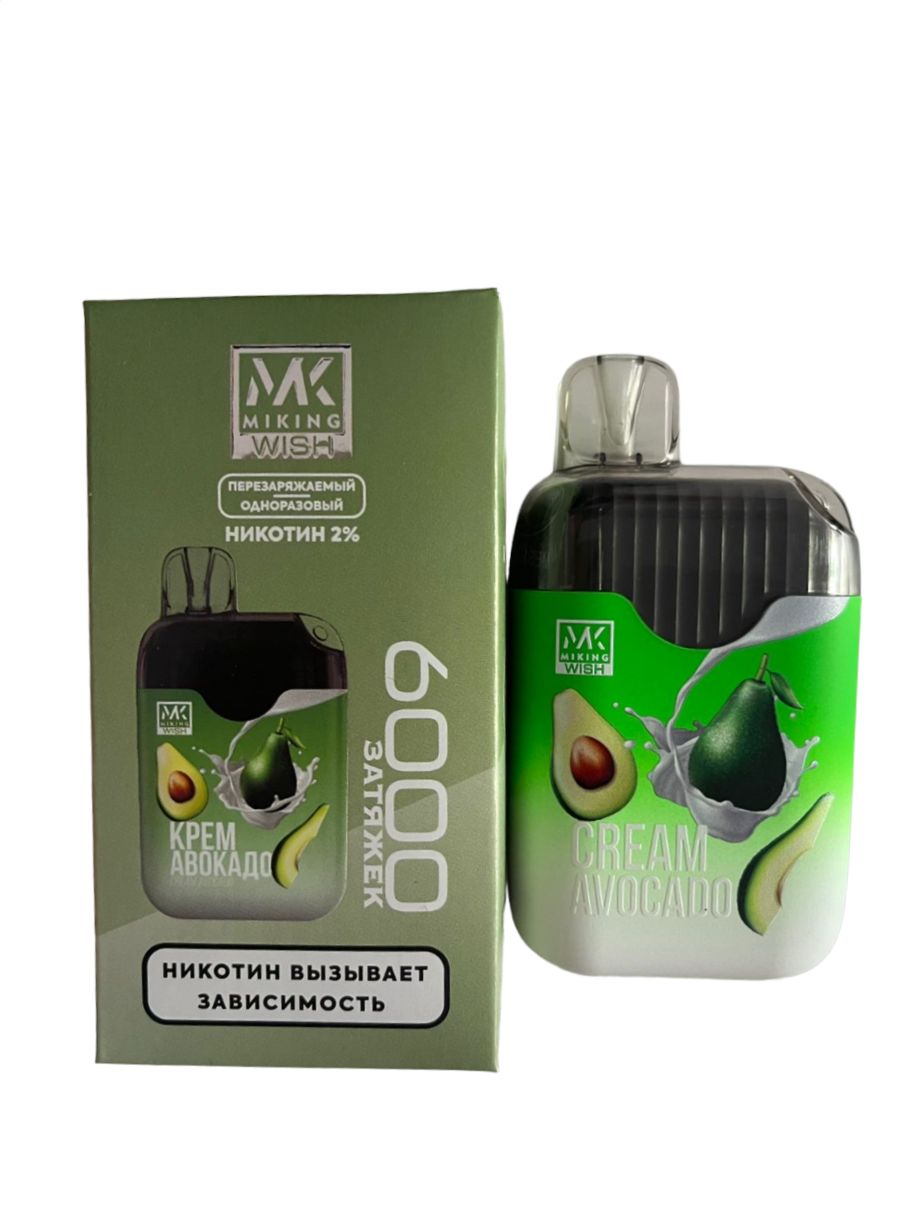 MK
MIKING
WISH
ПЕРЕЗАРЯЖАЕМЫЙ
ОДНОРАЗОВЫЙ
НИКОТИН 2%
6000
ЗАТЯЖЕК
MK
MIKING
WISH
КРЕМ
АВОКАДО
НИКОТИН ВЫЗЫВАЕТ
ЗАВИСИМОСТЬ
MK
MIKING
WISH
CREAM
AVOCADO